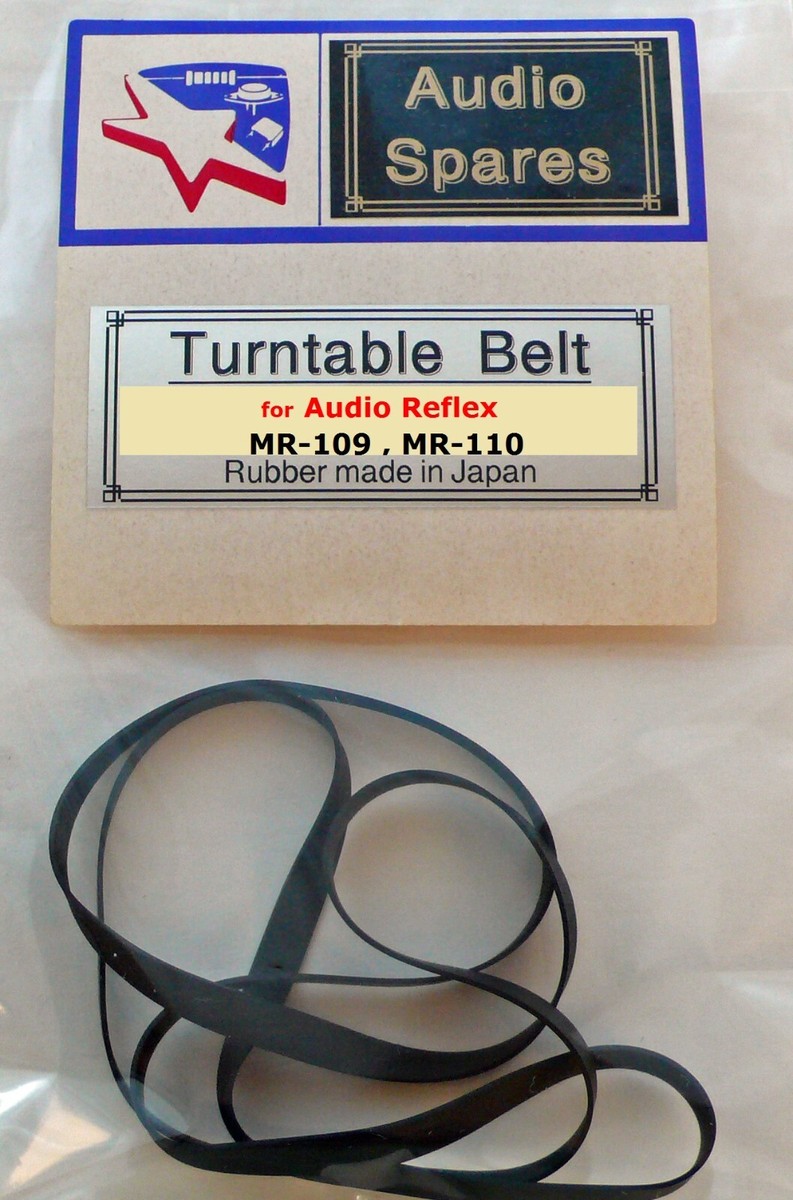 Audio
Spares
Turntable Belt
for Audio Reflex
MR-109 , MR-110
Rubber made in Japan